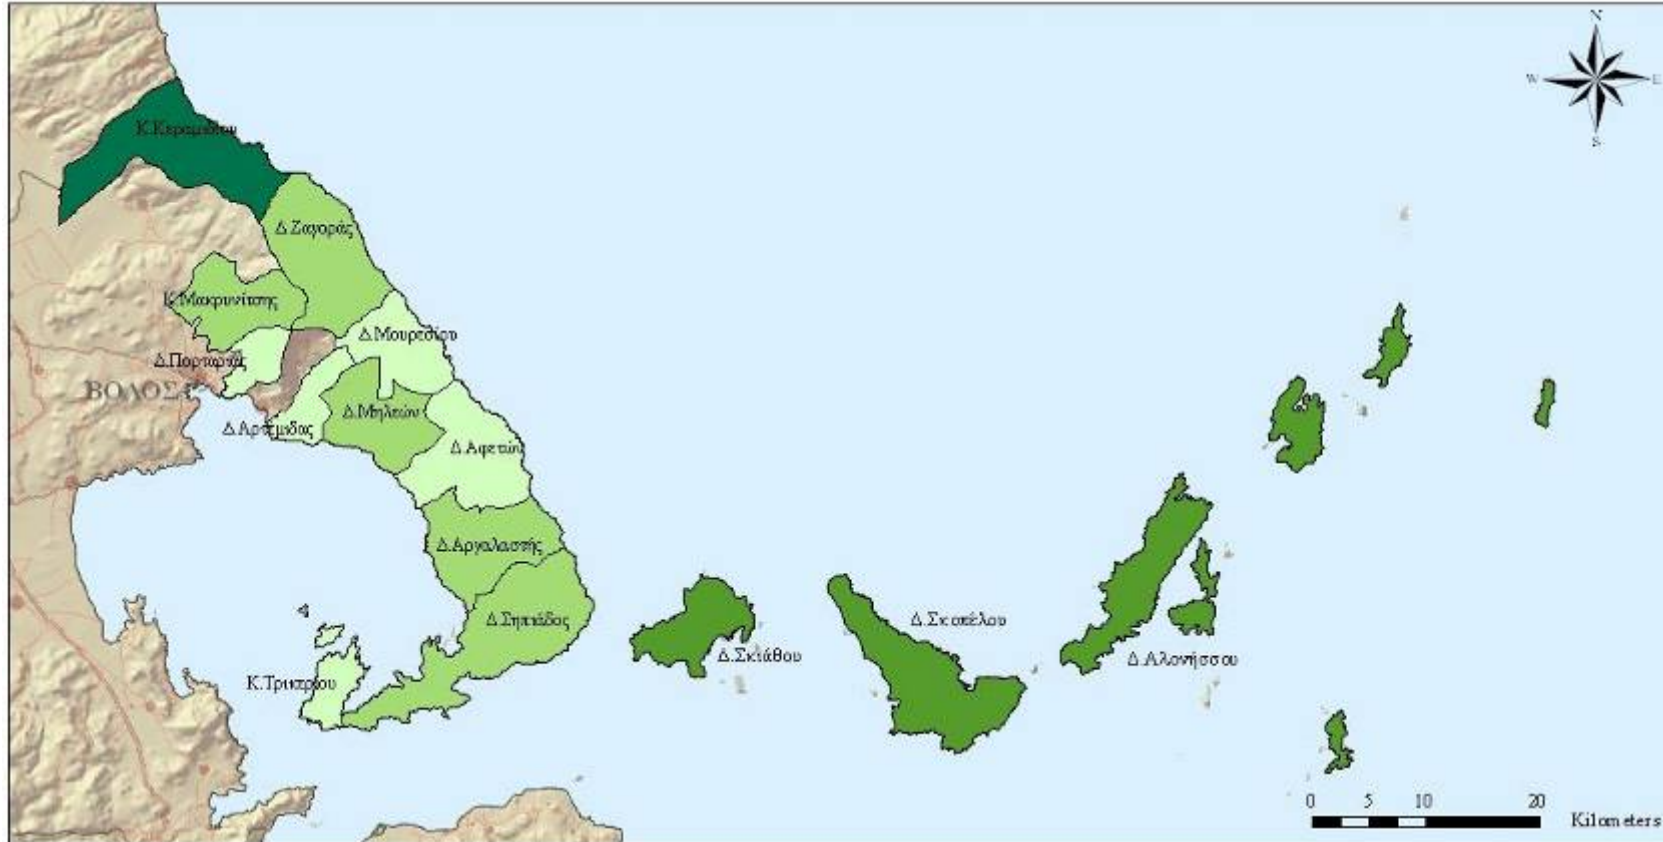 N
W E
S
Κ.Κεραμιδίου
Δ.Ζαγοράς
Κ.Μακρυνίτσης
Δ.Μουρεσίου
Δ.Πορταριάς
ΒΟΛΟΣ
Δ.Μηλεών
Δ.Αρτέμιδας
Δ.Αφετών
Δ.Αργαλαστής
Δ.Σηπιάδος
Δ.Σκοπέλου
Δ.Σκιάθου
Δ.Αλονήσσου
Κ.Τρικερίου
0 5 10 20
Kilometers